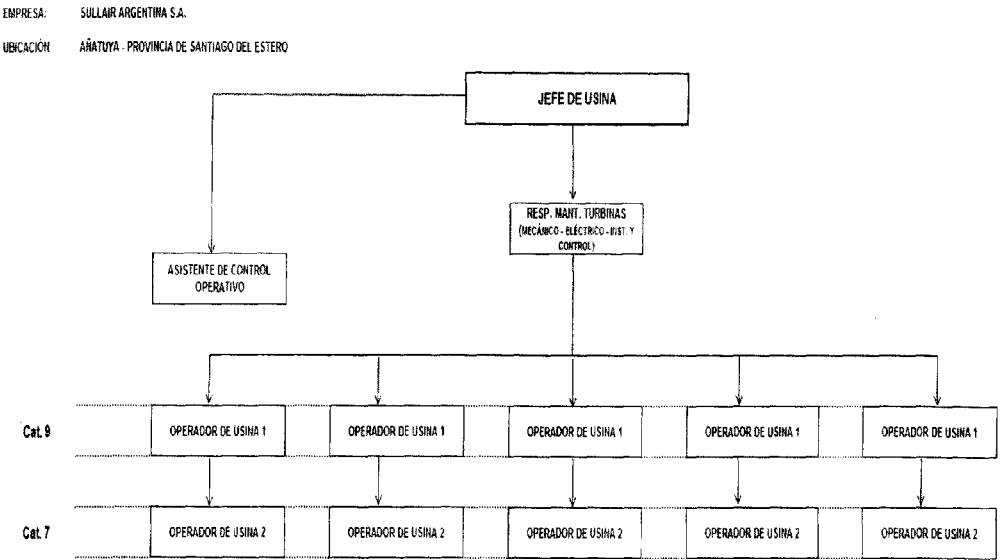 EMPRESA: SULLAIR ARGENTINA S.A.
UBICACIÓN AÑATUYA - PROVINCIA DE SANTIAGO DEL ESTERO
JEFE DE USINA
RESP. MANT. TURBINAS
(MECÁNICO - ELÉCTRICO - INST. Y
CONTROL)
ASISTENTE DE CONTROL
OPERATIVO
Cat. 9 OPERADOR DE USINA 1 OPERADOR DE USINA 1 OPERADOR DE USINA 1 OPERADOR DE USINA 1 OPERADOR DE USINA 1
Cat. 7 OPERADOR DE USINA 2 OPERADOR DE USINA 2 OPERADOR DE USINA 2 OPERADOR DE USINA 2 OPERADOR DE USINA 2